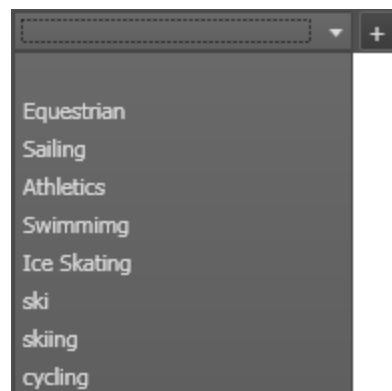 +
Equestrian
Sailing
Athletics
Swimmimg
Ice Skating
ski
skiing
cycling